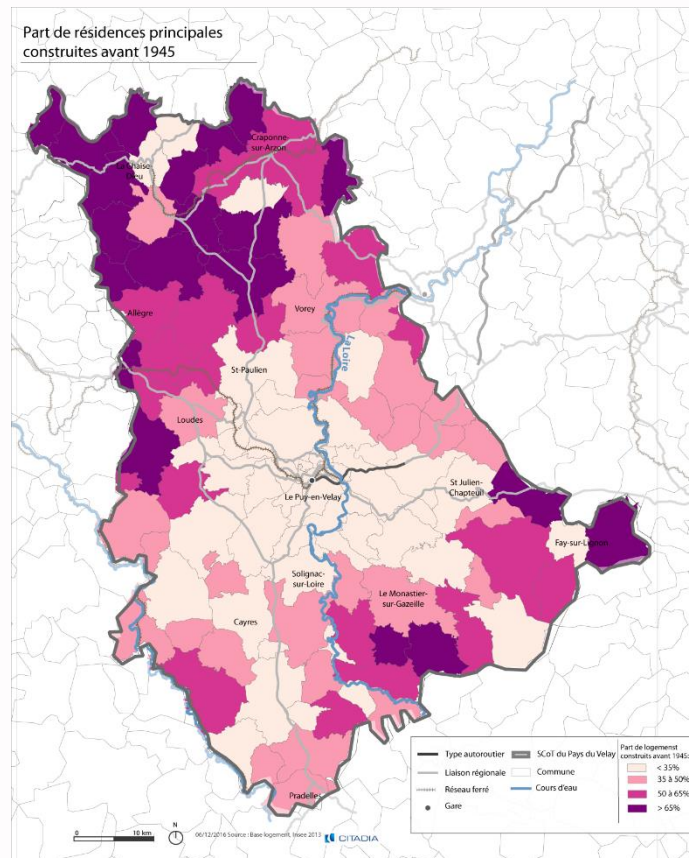 Part de résidences principales
construites avant 1945
Craponne-
sur-Arzon
La Chaise-
Dieu
Allègre
Vorey
La Loire
St-Paulien
Loudes
Le Puy-en-Velay
St Julien-
Chapteuil
Fay-sur-Lignon
Solignac-
sur-Loire
Le Monastier-
sur-Gazeille
Cayres
Pradelles
Type autoroutier
Liaison régionale
Réseau ferré
Gare
SCoT du Pays du Velay
Commune
Cours d'eau
Part de logemenst
construits avant 1945:
< 35%
35 à 50%
50 à 65%
> 65%
0 10 km
N
06/12/2016 Source : Base logement, Insee 2013
CITADIA